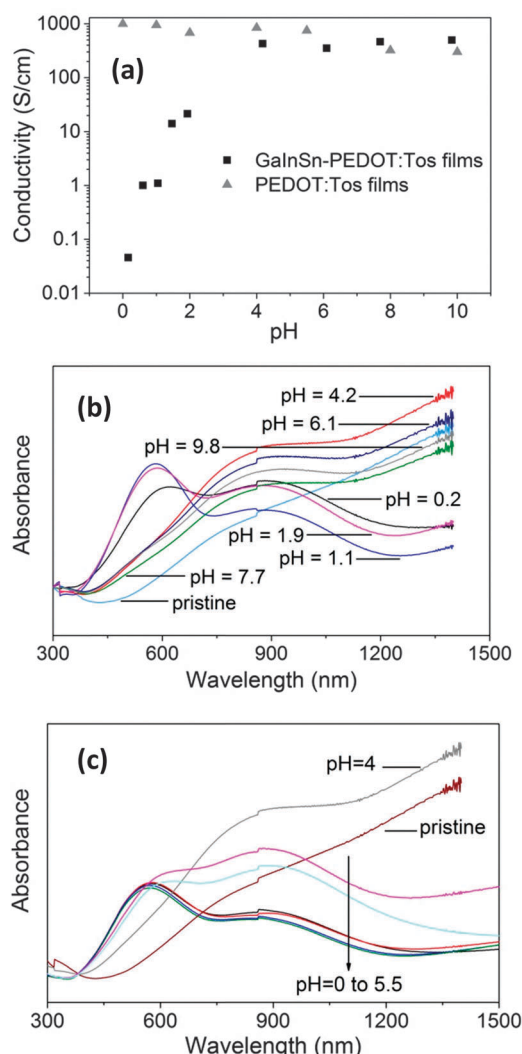 (a)
Conductivity (S/cm)
1000
100
10
1
0.1
0.01
GaInSn-PEDOT:Tos films
PEDOT:Tos films
0 2 4 6 8 10
pH
(b)
Absorbance
pH = 4.2
pH = 6.1
pH = 9.8
pH = 0.2
pH = 1.9
pH = 1.1
pH = 7.7
pristine
300 600 900 1200 1500
Wavelength (nm)
(c)
Absorbance
pH=4
pristine
pH=0 to 5.5
300 600 900 1200 1500
Wavelength (nm)